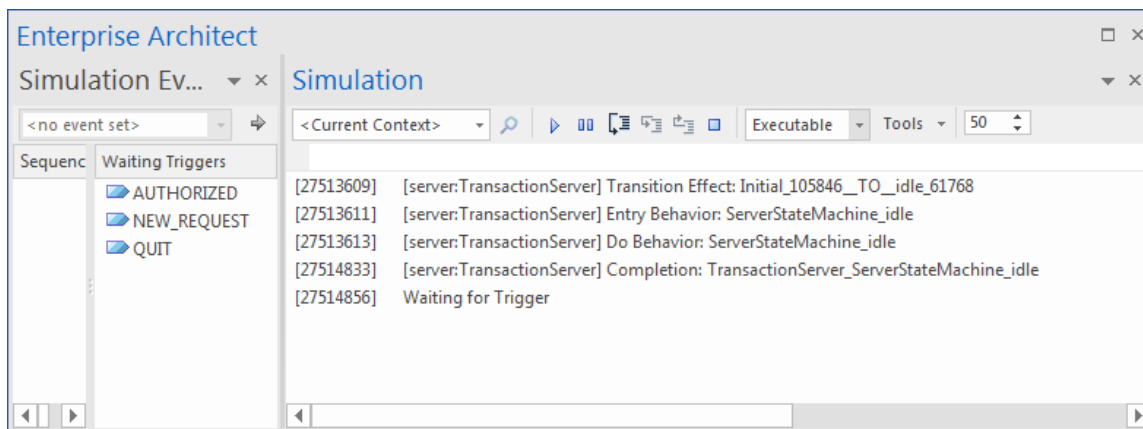 Enterprise Architect
Simulation Ev...
<no event set>
Sequenc Waiting Triggers
AUTHORIZED
NEW_REQUEST
QUIT
Simulation
<Current Context> Executable Tools 50
[27513609] [server:TransactionServer] Transition Effect: Initial_105846__TO__idle_61768
[27513611] [server:TransactionServer] Entry Behavior: ServerStateMachine_idle
[27513613] [server:TransactionServer] Do Behavior: ServerStateMachine_idle
[27514833] [server:TransactionServer] Completion: TransactionServer_ServerStateMachine_idle
[27514856] Waiting for Trigger